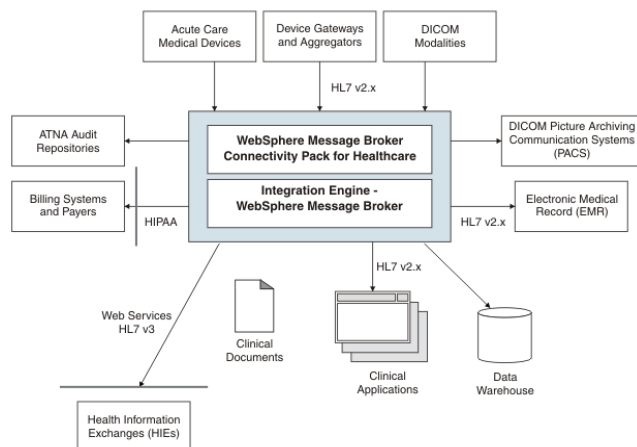 Acute Care
Medical Devices
Device Gateways
and Aggregators
DICOM
Modalities
HL7 v2.x
ATNA Audit
Repositories
WebSphere Message Broker
Connectivity Pack for Healthcare
DICOM Picture Archiving
Communication Systems
(PACS)
Billing Systems
and Payers
HIPAA
Integration Engine -
WebSphere Message Broker
HL7 v2.x
Electronic Medical
Record (EMR)
HL7 v2.x
Web Services
HL7 v3
Clinical
Documents
Clinical
Applications
Data
Warehouse
Health Information
Exchanges (HIEs)